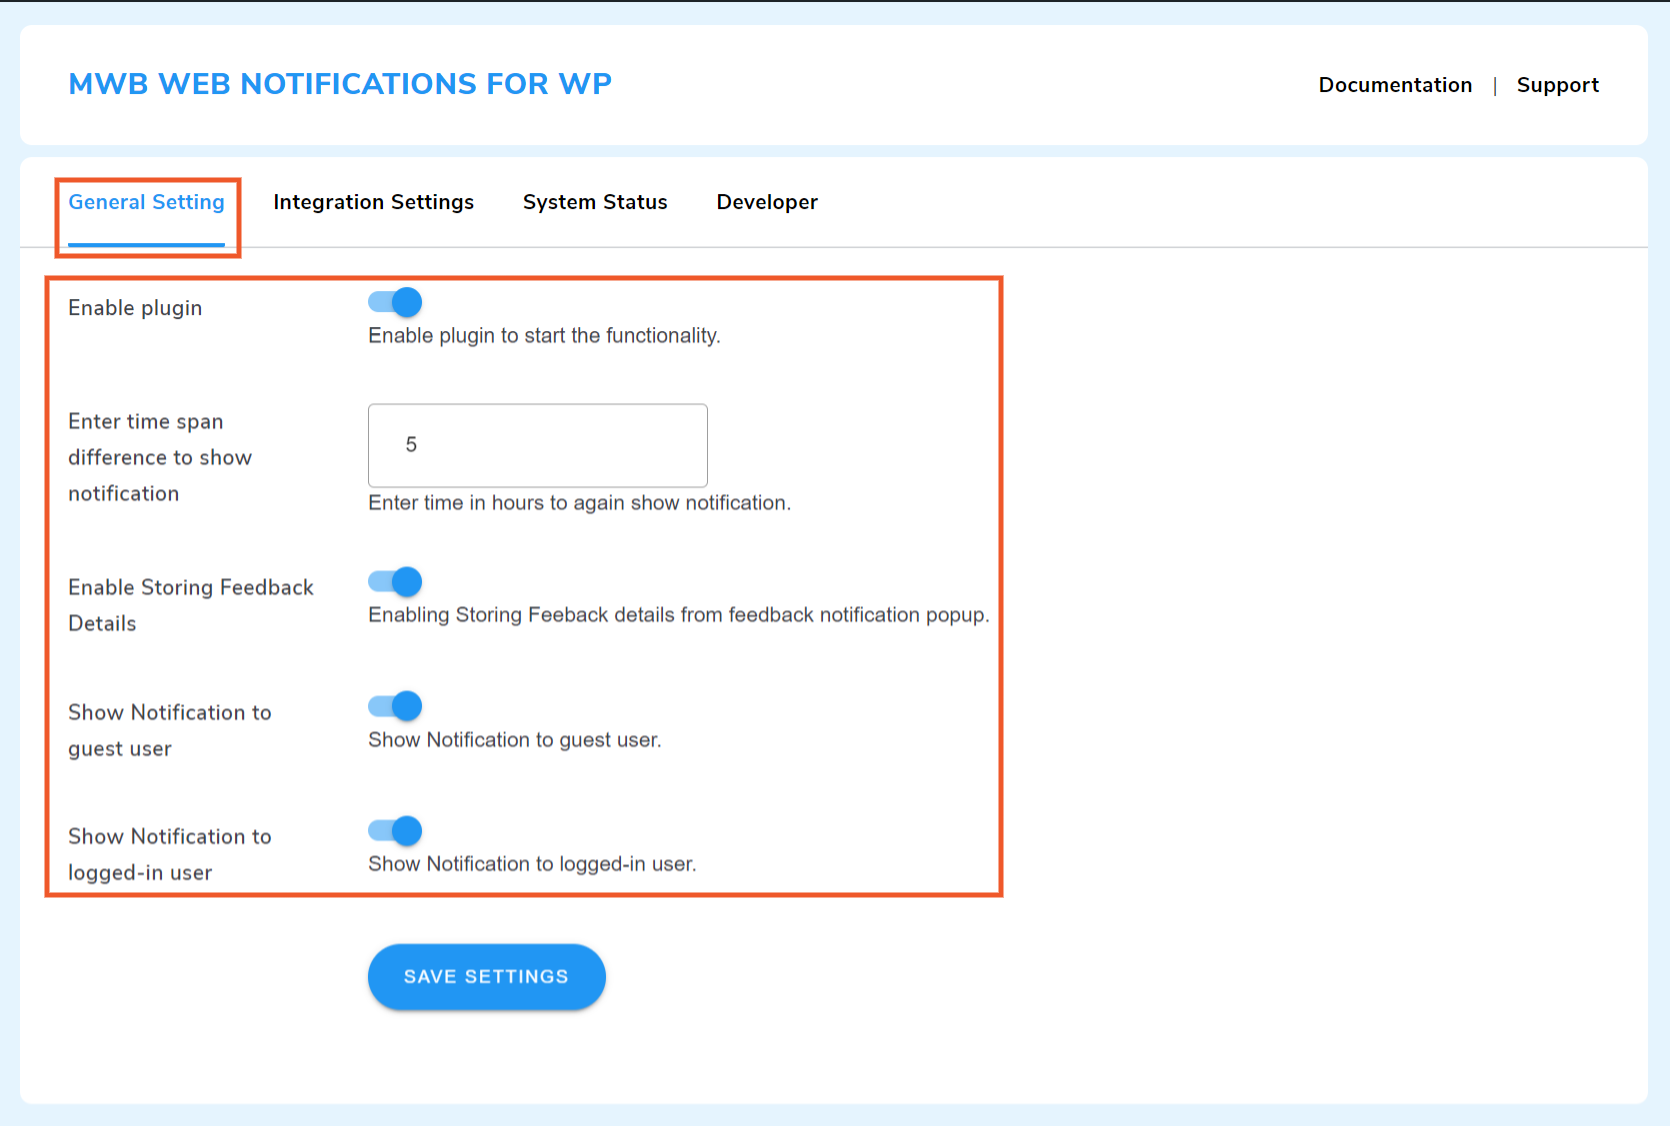 MWB WEB NOTIFICATIONS FOR WP
Documentation | Support
General Setting Integration Settings System Status Developer
Enable plugin
Enable plugin to start the functionality.
Enter time span
difference to show
notification
5
Enter time in hours to again show notification.
Enable Storing Feedback
Details
Enabling Storing Feeback details from feedback notification popup.
Show Notification to
guest user
Show Notification to guest user.
Show Notification to
logged-in user
Show Notification to logged-in user.
SAVE SETTINGS